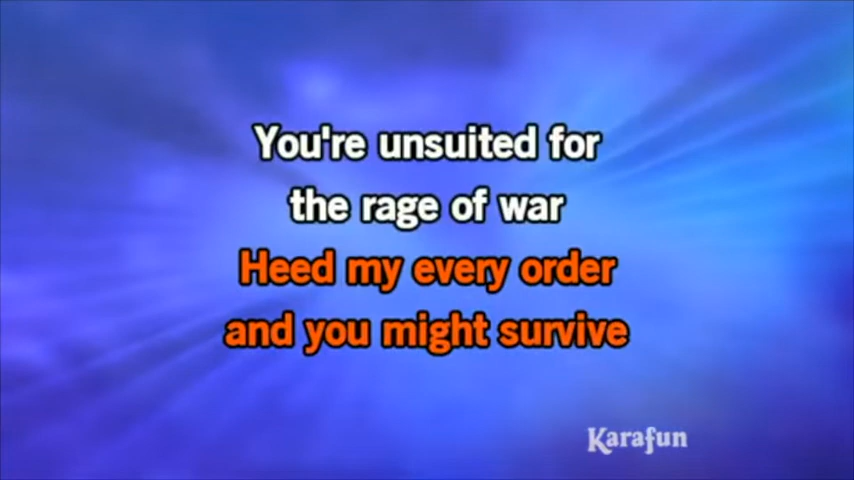 You're unsuited for
the rage of war
Heed my every order
and you might survive
Karafun